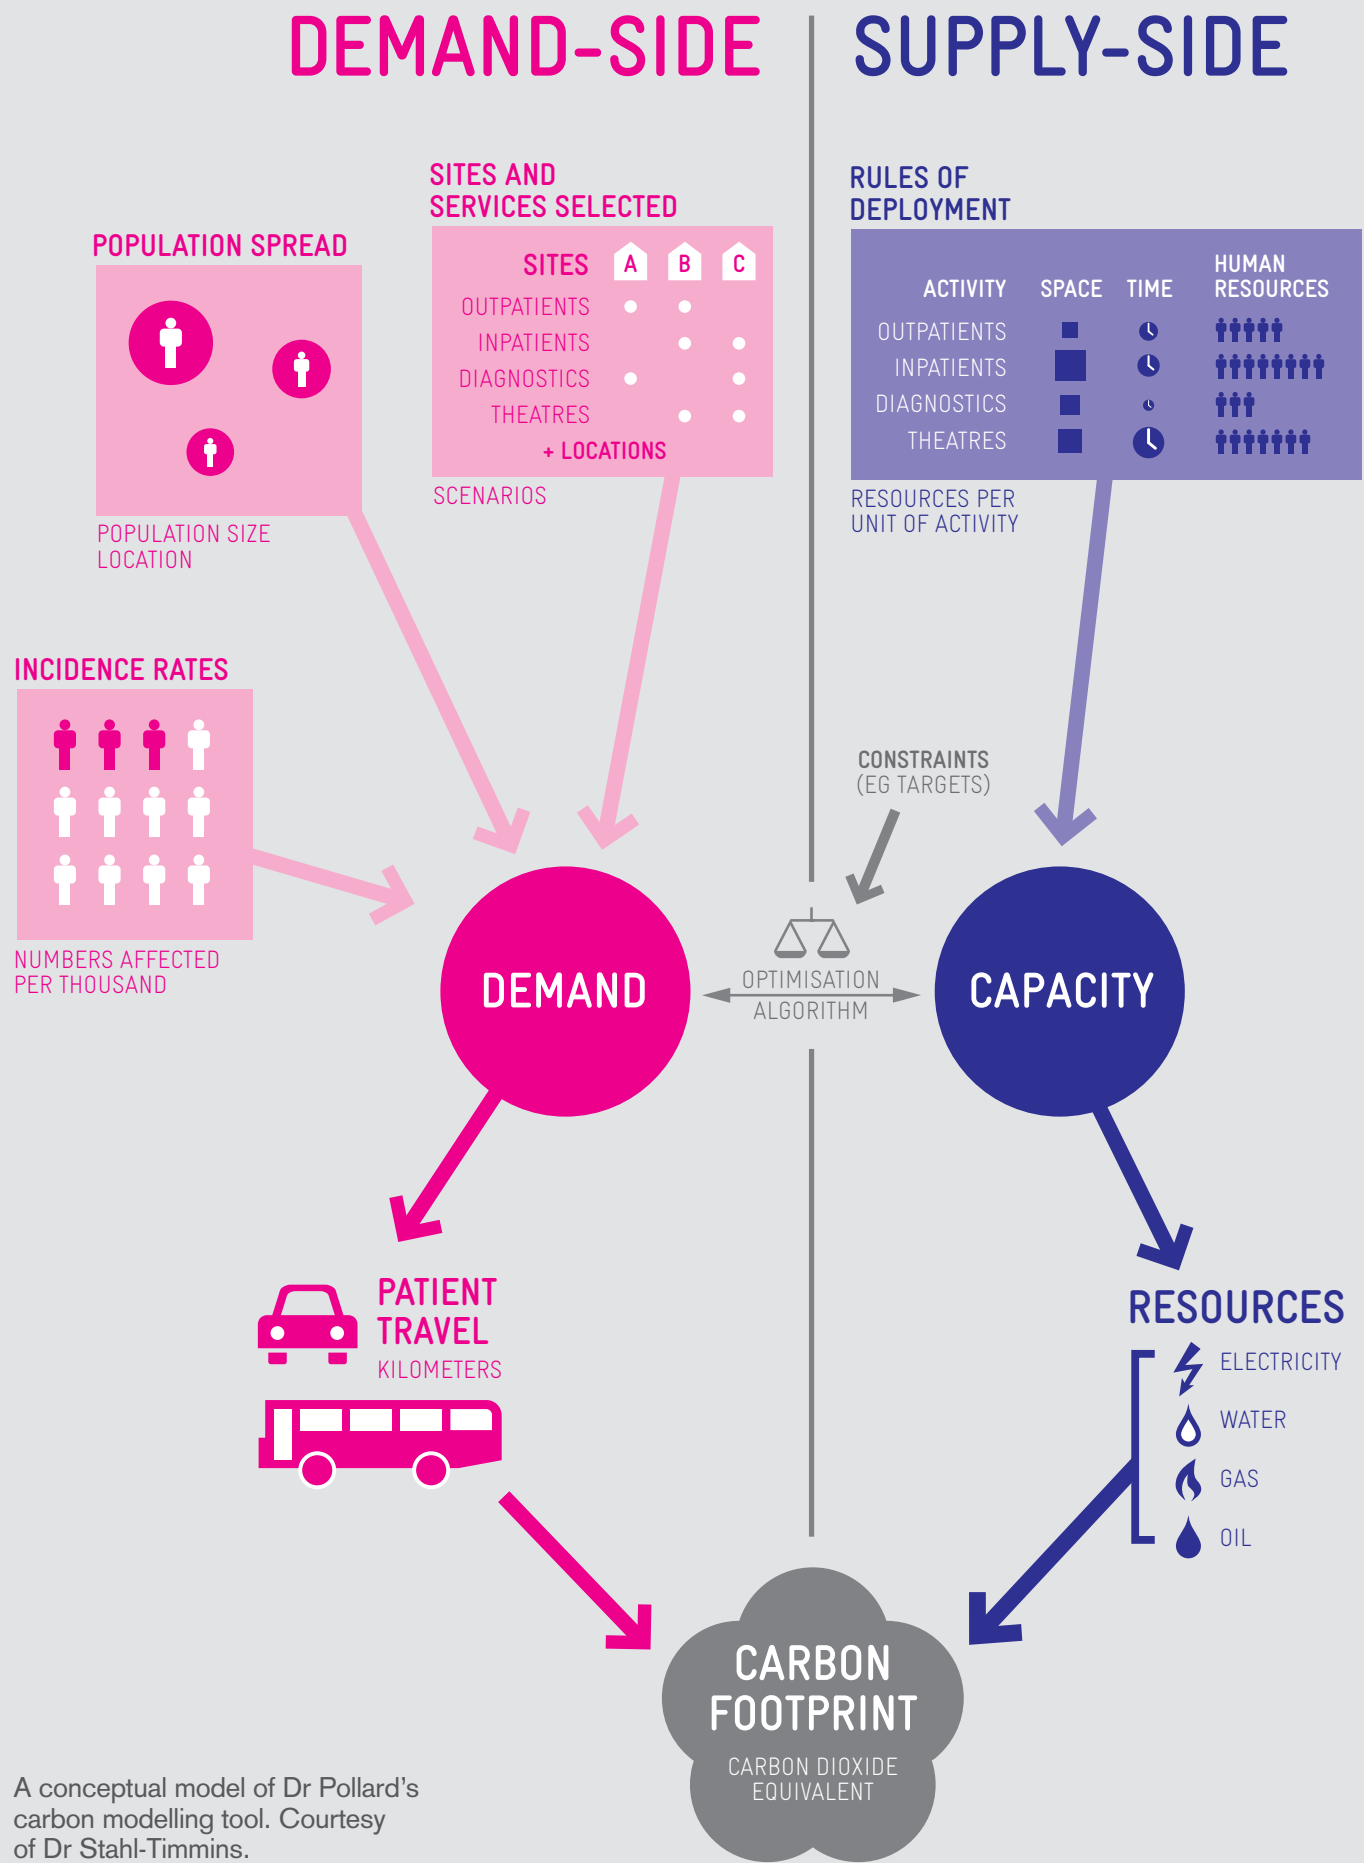 DEMAND-SIDE
SUPPLY-SIDE
POPULATION SPREAD
POPULATION SIZE
LOCATION
SITES AND
SERVICES SELECTED
SITES A B C
OUTPATIENTS
INPATIENTS
DIAGNOSTICS
THEATRES
+ LOCATIONS
SCENARIOS
RULES OF
DEPLOYMENT
HUMAN
ACTIVITY SPACE TIME RESOURCES
OUTPATIENTS
INPATIENTS
DIAGNOSTICS
THEATRES
RESOURCES PER
UNIT OF ACTIVITY
INCIDENCE RATES
NUMBERS AFFECTED
PER THOUSAND
CONSTRAINTS
(EG TARGETS)
DEMAND
OPTIMISATION
ALGORITHM
CAPACITY
PATIENT
TRAVEL
KILOMETERS
RESOURCES
ELECTRICITY
WATER
GAS
OIL
CARBON
FOOTPRINT
CARBON DIOXIDE
EQUIVALENT
A conceptual model of Dr Pollard's
carbon modelling tool. Courtesy
of Dr Stahl-Timmins.